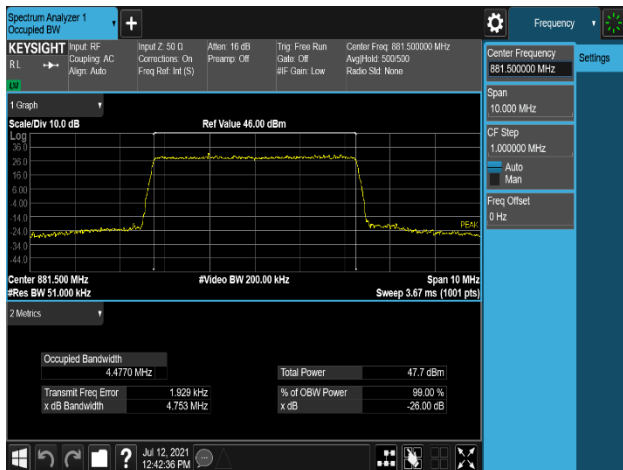 Spectrum Analyzer 1
Occupied BW
Frequency
KEYSIGHT
RL
Input: RF
Coupling: AC
Align: Auto
Input Z: 50 Ω
Corrections: On
Freq Ref: Int (S)
Atten: 16 dB
Preamp: Off
Trig: Free Run
Gate: Off
#IF Gain: Low
Center Freq: 881.500000 MHz
Avg|Hold: 500/500
Radio Std: None
1 Graph
Scale/Div 10.0 dB
Ref Value 46.00 dBm
Log
36.0
26.0
16.0
6.00
-4.00
-14.0
-24.0
-34.0
-44.0
PEAK
Center 881.500 MHz
#Video BW 200.00 kHz
Span 10 MHz
#Res BW 51.000 kHz
Sweep 3.67 ms (1001 pts)
2 Metrics
Occupied Bandwidth
4.4770 MHz
Total Power 47.7 dBm
Transmit Freq Error 1.929 kHz
% of OBW Power 99.00 %
x dB Bandwidth 4.753 MHz
x dB -26.00 dB
Center Frequency
881.500000 MHz
Settings
Span
10.000 MHz
CF Step
1.000000 MHz
Auto
Man
Freq Offset
0 Hz
?
Jul 12, 2021
12:42:36 PM